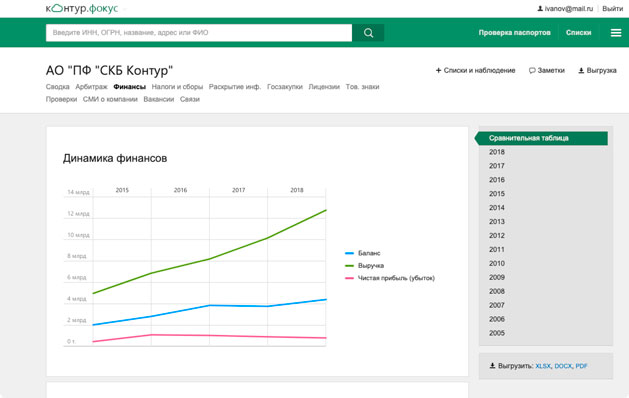 контур.фокус
ivanov@mail.ru Выйти
Введите ИНН, ОГРН, название, адрес или ФИО
Проверка паспортов Списки
АО "ПФ "СКБ Контур"
+ Списки и наблюдение Заметки Выгрузка
Сводка Арбитраж Финансы Налоги и сборы Раскрытие инф. Госзакупки Лицензии Тов. знаки
Проверки СМИ о компании Вакансии Связи
Динамика финансов
2015 2016 2017 2018
14 млрд
12 млрд
10 млрд
8 млрд
6 млрд
4 млрд
2 млрд
0 т
Баланс
Выручка
Чистая прибыль (убыток)
Сравнительная таблица
2018
2017
2016
2015
2014
2013
2012
2011
2010
2009
2008
2007
2006
2005
Выгрузить: XLSX, DOCX, PDF